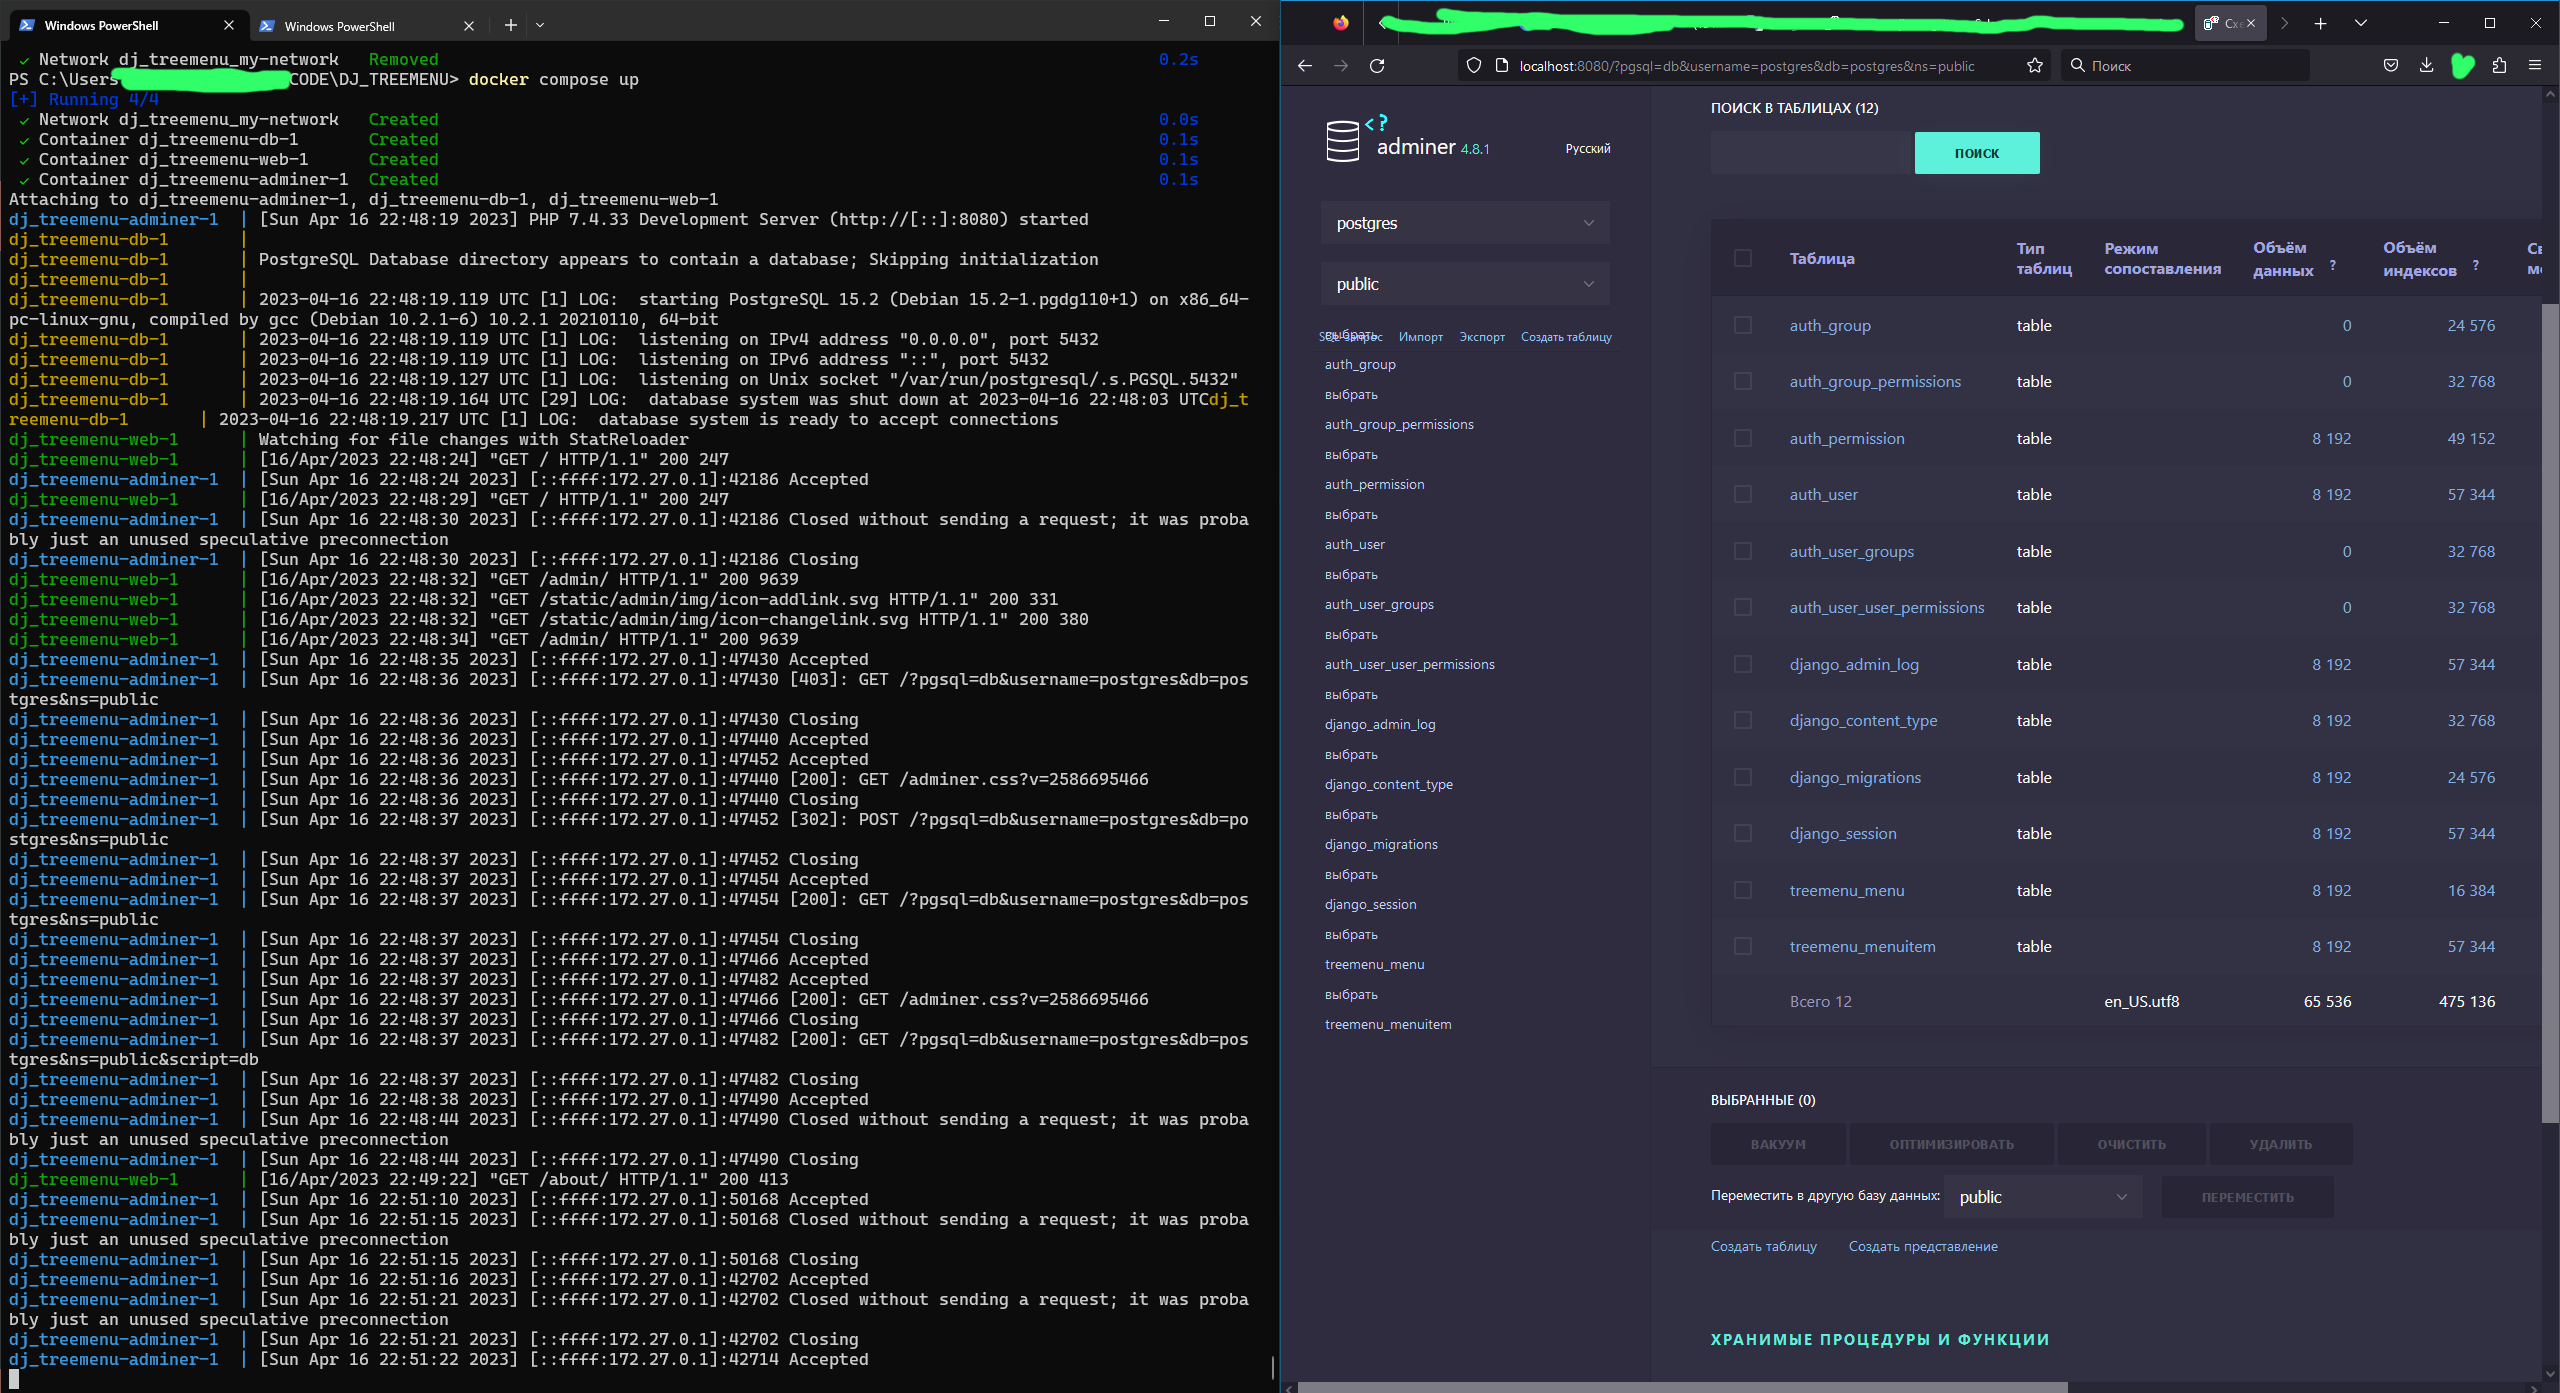 Windows PowerShell
Windows PowerShell
✓ Network dj_treemenu_my-network Removed 0.2s
PS C:\Users CODE\DJ_TREEMENU> docker compose up
[+] Running 4/4
✓ Network dj_treemenu_my-network Created 0.0s
✓ Container dj_treemenu-db-1 Created 0.1s
✓ Container dj_treemenu-web-1 Created 0.1s
✓ Container dj_treemenu-adminer-1 Created 0.1s
Attaching to dj_treemenu-adminer-1, dj_treemenu-db-1, dj_treemenu-web-1
dj_treemenu-adminer-1 | [Sun Apr 16 22:48:19 2023] PHP 7.4.33 Development Server (http://[::]:8080) started
dj_treemenu-db-1 |
dj_treemenu-db-1 | PostgreSQL Database directory appears to contain a database; Skipping initialization
dj_treemenu-db-1 |
dj_treemenu-db-1 | 2023-04-16 22:48:19.119 UTC [1] LOG: starting PostgreSQL 15.2 (Debian 15.2-1.pgdg110+1) on x86_64-
pc-linux-gnu, compiled by gcc (Debian 10.2.1-6) 10.2.1 20210110, 64-bit
dj_treemenu-db-1 | 2023-04-16 22:48:19.119 UTC [1] LOG: listening on IPv4 address "0.0.0.0", port 5432
dj_treemenu-db-1 | 2023-04-16 22:48:19.119 UTC [1] LOG: listening on IPv6 address "::", port 5432
dj_treemenu-db-1 | 2023-04-16 22:48:19.127 UTC [1] LOG: listening on Unix socket "/var/run/postgresql/.s.PGSQL.5432"
dj_treemenu-db-1 | 2023-04-16 22:48:19.164 UTC [29] LOG: database system was shut down at 2023-04-16 22:48:03 UTCdj_t
reemenu-db-1 | 2023-04-16 22:48:19.217 UTC [1] LOG: database system is ready to accept connections
dj_treemenu-web-1 | Watching for file changes with StatReloader
dj_treemenu-web-1 | [16/Apr/2023 22:48:24] "GET / HTTP/1.1" 200 247
dj_treemenu-adminer-1 | [Sun Apr 16 22:48:24 2023] [::ffff:172.27.0.1]:42186 Accepted
dj_treemenu-web-1 | [16/Apr/2023 22:48:29] "GET / HTTP/1.1" 200 247
dj_treemenu-adminer-1 | [Sun Apr 16 22:48:30 2023] [::ffff:172.27.0.1]:42186 Closed without sending a request; it was proba
bly just an unused speculative preconnection
dj_treemenu-adminer-1 | [Sun Apr 16 22:48:30 2023] [::ffff:172.27.0.1]:42186 Closing
dj_treemenu-web-1 | [16/Apr/2023 22:48:32] "GET /admin/ HTTP/1.1" 200 9639
dj_treemenu-web-1 | [16/Apr/2023 22:48:32] "GET /static/admin/img/icon-addlink.svg HTTP/1.1" 200 331
dj_treemenu-web-1 | [16/Apr/2023 22:48:32] "GET /static/admin/img/icon-changelink.svg HTTP/1.1" 200 380
dj_treemenu-web-1 | [16/Apr/2023 22:48:34] "GET /admin/ HTTP/1.1" 200 9639
dj_treemenu-adminer-1 | [Sun Apr 16 22:48:35 2023] [::ffff:172.27.0.1]:47430 Accepted
dj_treemenu-adminer-1 | [Sun Apr 16 22:48:36 2023] [::ffff:172.27.0.1]:47430 [403]: GET /?pgsql=db&username=postgres&db=pos
tgres&ns=public
dj_treemenu-adminer-1 | [Sun Apr 16 22:48:36 2023] [::ffff:172.27.0.1]:47430 Closing
dj_treemenu-adminer-1 | [Sun Apr 16 22:48:36 2023] [::ffff:172.27.0.1]:47440 Accepted
dj_treemenu-adminer-1 | [Sun Apr 16 22:48:36 2023] [::ffff:172.27.0.1]:47452 Accepted
dj_treemenu-adminer-1 | [Sun Apr 16 22:48:36 2023] [::ffff:172.27.0.1]:47440 [200]: GET /adminer.css?v=2586695466
dj_treemenu-adminer-1 | [Sun Apr 16 22:48:36 2023] [::ffff:172.27.0.1]:47440 Closing
dj_treemenu-adminer-1 | [Sun Apr 16 22:48:37 2023] [::ffff:172.27.0.1]:47452 [302]: POST /?pgsql=db&username=postgres&db=po
stgres&ns=public
dj_treemenu-adminer-1 | [Sun Apr 16 22:48:37 2023] [::ffff:172.27.0.1]:47452 Closing
dj_treemenu-adminer-1 | [Sun Apr 16 22:48:37 2023] [::ffff:172.27.0.1]:47454 Accepted
dj_treemenu-adminer-1 | [Sun Apr 16 22:48:37 2023] [::ffff:172.27.0.1]:47454 [200]: GET /?pgsql=db&username=postgres&db=pos
tgres&ns=public
dj_treemenu-adminer-1 | [Sun Apr 16 22:48:37 2023] [::ffff:172.27.0.1]:47454 Closing
dj_treemenu-adminer-1 | [Sun Apr 16 22:48:37 2023] [::ffff:172.27.0.1]:47466 Accepted
dj_treemenu-adminer-1 | [Sun Apr 16 22:48:37 2023] [::ffff:172.27.0.1]:47482 Accepted
dj_treemenu-adminer-1 | [Sun Apr 16 22:48:37 2023] [::ffff:172.27.0.1]:47466 [200]: GET /adminer.css?v=2586695466
dj_treemenu-adminer-1 | [Sun Apr 16 22:48:37 2023] [::ffff:172.27.0.1]:47466 Closing
dj_treemenu-adminer-1 | [Sun Apr 16 22:48:37 2023] [::ffff:172.27.0.1]:47482 [200]: GET /?pgsql=db&username=postgres&db=pos
tgres&ns=public&script=db
dj_treemenu-adminer-1 | [Sun Apr 16 22:48:37 2023] [::ffff:172.27.0.1]:47482 Closing
dj_treemenu-adminer-1 | [Sun Apr 16 22:48:38 2023] [::ffff:172.27.0.1]:47490 Accepted
dj_treemenu-adminer-1 | [Sun Apr 16 22:48:44 2023] [::ffff:172.27.0.1]:47490 Closed without sending a request; it was proba
bly just an unused speculative preconnection
dj_treemenu-adminer-1 | [Sun Apr 16 22:48:44 2023] [::ffff:172.27.0.1]:47490 Closing
dj_treemenu-web-1 | [16/Apr/2023 22:49:22] "GET /about/ HTTP/1.1" 200 413
dj_treemenu-adminer-1 | [Sun Apr 16 22:51:10 2023] [::ffff:172.27.0.1]:50168 Accepted
dj_treemenu-adminer-1 | [Sun Apr 16 22:51:15 2023] [::ffff:172.27.0.1]:50168 Closed without sending a request; it was proba
bly just an unused speculative preconnection
dj_treemenu-adminer-1 | [Sun Apr 16 22:51:15 2023] [::ffff:172.27.0.1]:50168 Closing
dj_treemenu-adminer-1 | [Sun Apr 16 22:51:16 2023] [::ffff:172.27.0.1]:42702 Accepted
dj_treemenu-adminer-1 | [Sun Apr 16 22:51:21 2023] [::ffff:172.27.0.1]:42702 Closed without sending a request; it was proba
bly just an unused speculative preconnection
dj_treemenu-adminer-1 | [Sun Apr 16 22:51:21 2023] [::ffff:172.27.0.1]:42702 Closing
dj_treemenu-adminer-1 | [Sun Apr 16 22:51:22 2023] [::ffff:172.27.0.1]:42714 Accepted
Схе
localhost:8080/?pgsql=db&username=postgres&db=postgres&ns=public
Поиск
adminer 4.8.1
Русский
postgres
public
SQL-запрос Импорт Экспорт Создать таблицу
выбрать
auth_group
выбрать
auth_group_permissions
выбрать
auth_permission
выбрать
auth_user
выбрать
auth_user_groups
выбрать
auth_user_user_permissions
выбрать
django_admin_log
выбрать
django_content_type
выбрать
django_migrations
выбрать
django_session
выбрать
treemenu_menu
выбрать
treemenu_menuitem
ПОИСК В ТАБЛИЦАХ (12)
ПОИСК
Таблица Тип таблиц Режим сопоставления Объём данных ? Объём индексов ?
auth_group table 0 24 576
auth_group_permissions table 0 32 768
auth_permission table 8 192 49 152
auth_user table 8 192 57 344
auth_user_groups table 0 32 768
auth_user_user_permissions table 0 32 768
django_admin_log table 8 192 57 344
django_content_type table 8 192 32 768
django_migrations table 8 192 24 576
django_session table 8 192 57 344
treemenu_menu table 8 192 16 384
treemenu_menuitem table 8 192 57 344
Всего 12 en_US.utf8 65 536 475 136
ВЫБРАННЫЕ (0)
ВАКУУМ ОПТИМИЗИРОВАТЬ ОЧИСТИТЬ УДАЛИТЬ
Переместить в другую базу данных: public ПЕРЕМЕСТИТЬ
Создать таблицу Создать представление
ХРАНИМЫЕ ПРОЦЕДУРЫ И ФУНКЦИИ